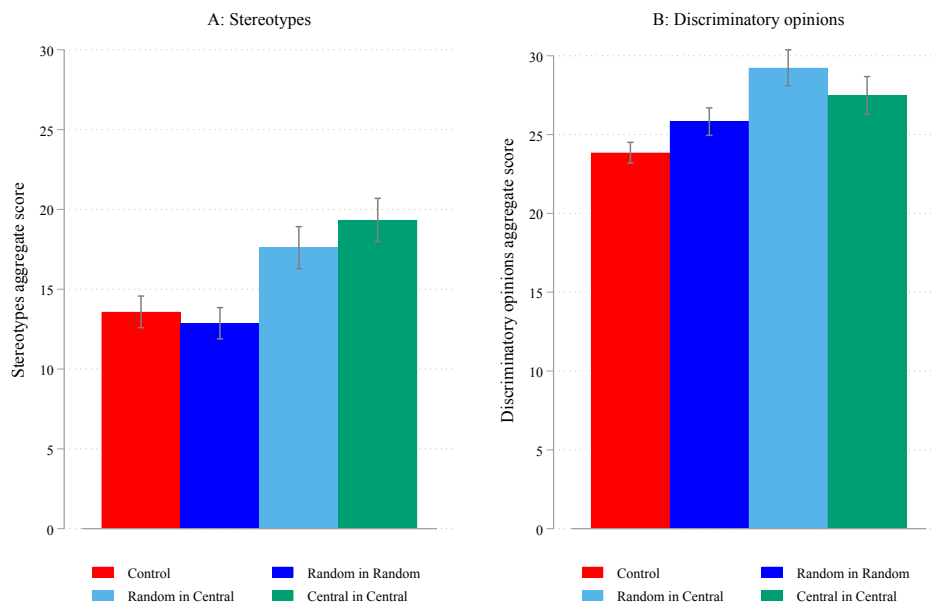 A: Stereotypes
Stereotypes aggregate score
30
25
20
15
10
5
0
Control
Random in Random
Random in Central
Central in Central
B: Discriminatory opinions
Discriminatory opinions aggregate score
30
25
20
15
10
5
0
Control
Random in Random
Random in Central
Central in Central